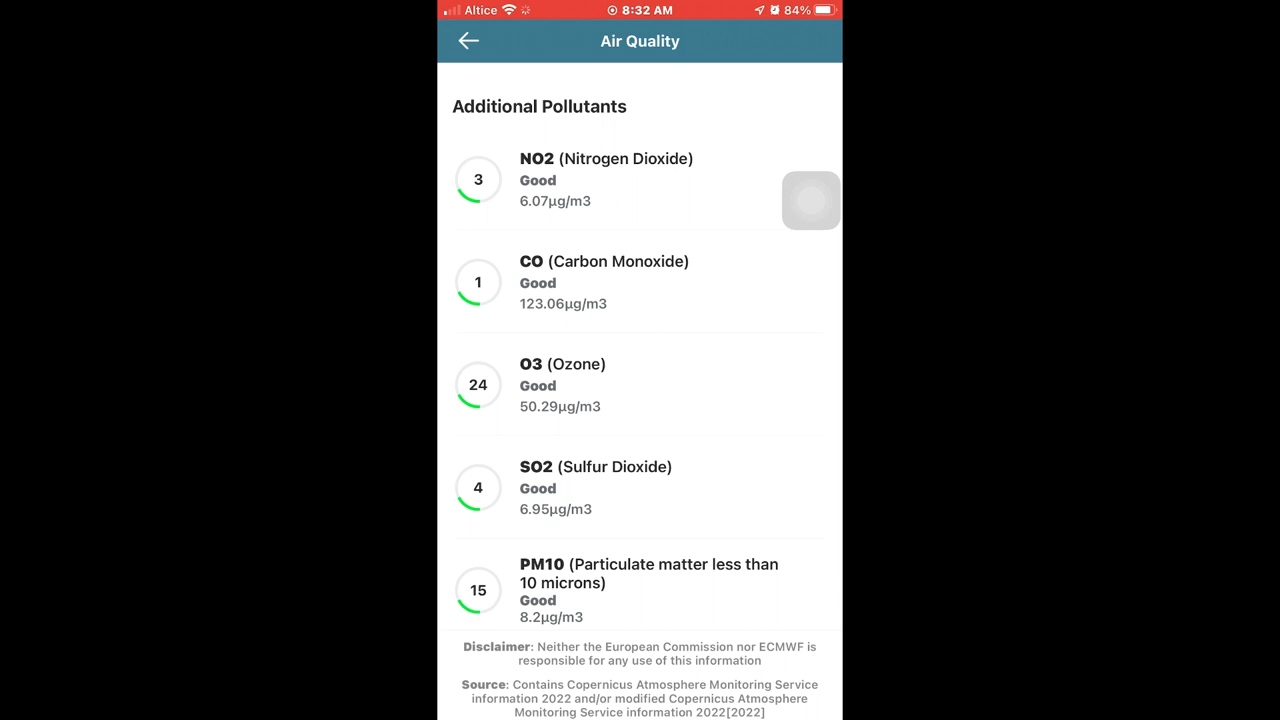 Altice 8:32 AM 84%
Air Quality
Additional Pollutants
NO2 (Nitrogen Dioxide)
3
Good
6.07µg/m3
CO (Carbon Monoxide)
1
Good
123.06µg/m3
O3 (Ozone)
24
Good
50.29µg/m3
SO2 (Sulfur Dioxide)
4
Good
6.95µg/m3
PM10 (Particulate matter less than
10 microns)
15
Good
8.2µg/m3
Disclaimer: Neither the European Commission nor ECMWF is
responsible for any use of this information
Source: Contains Copernicus Atmosphere Monitoring Service
information 2022 and/or modified Copernicus Atmosphere
Monitoring Service information 2022[2022]